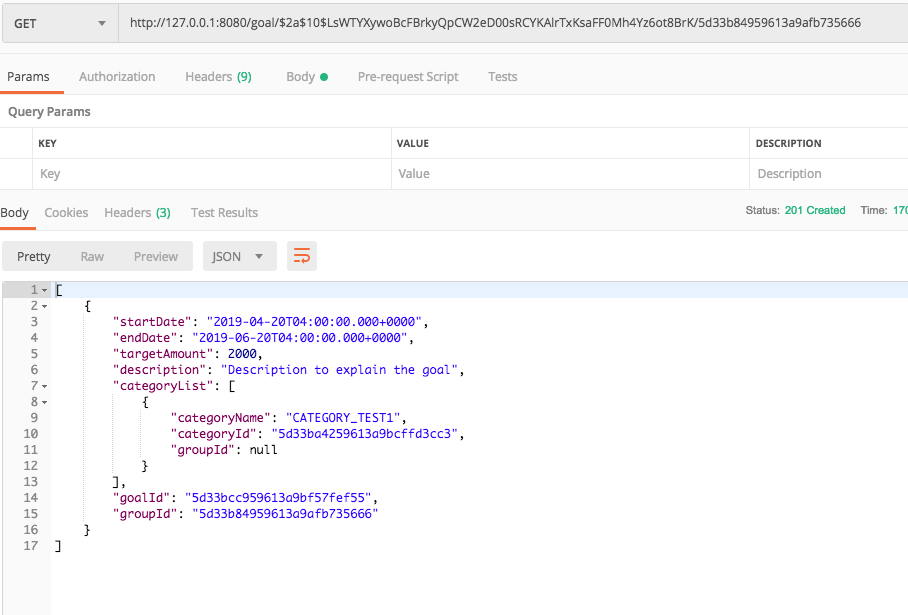 GET http://127.0.0.1:8080/goal/$2a$10$LsWTYXywoBcFBrkyQpCW2eD00sRCYKAlrTxKsaFF0Mh4Yz6ot8BrK/5d33b84959613a9afb735666
Params Authorization Headers (9) Body Pre-request Script Tests
Query Params
KEY VALUE DESCRIPTION
Key Value Description
Body Cookies Headers (3) Test Results Status: 201 Created Time: 170
Pretty Raw Preview JSON
1 [
2 {
3 "startDate": "2019-04-20T04:00:00.000+0000",
4 "endDate": "2019-06-20T04:00:00.000+0000",
5 "targetAmount": 2000,
6 "description": "Description to explain the goal",
7 "categoryList": [
8 {
9 "categoryName": "CATEGORY_TEST1",
10 "categoryId": "5d33ba4259613a9bcffd3cc3",
11 "groupId": null
12 }
13 ],
14 "goalId": "5d33bcc959613a9bf57fef55",
15 "groupId": "5d33b84959613a9afb735666"
16 }
17 ]